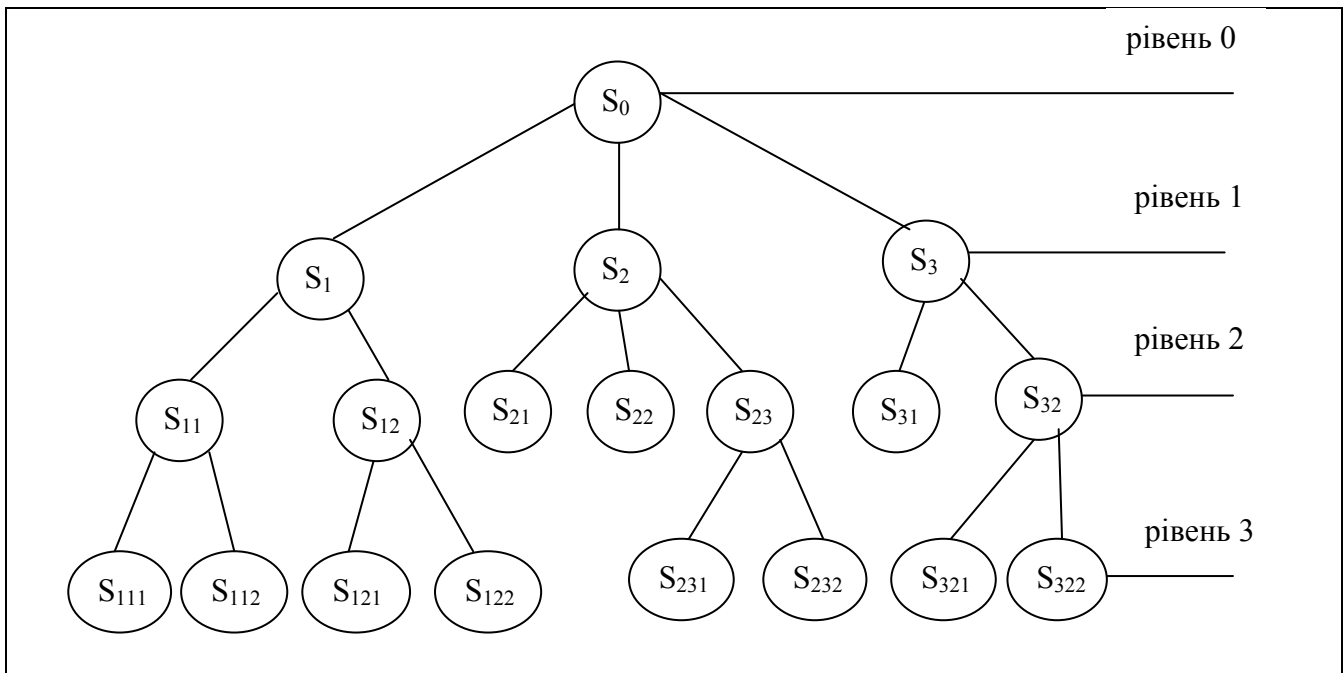 рівень 0
S₀
рівень 1
S₁ S₂ S₃
рівень 2
S₁₁ S₁₂ S₂₁ S₂₂ S₂₃ S₃₁ S₃₂
рівень 3
S₁₁₁ S₁₁₂ S₁₂₁ S₁₂₂ S₂₃₁ S₂₃₂ S₃₂₁ S₃₂₂